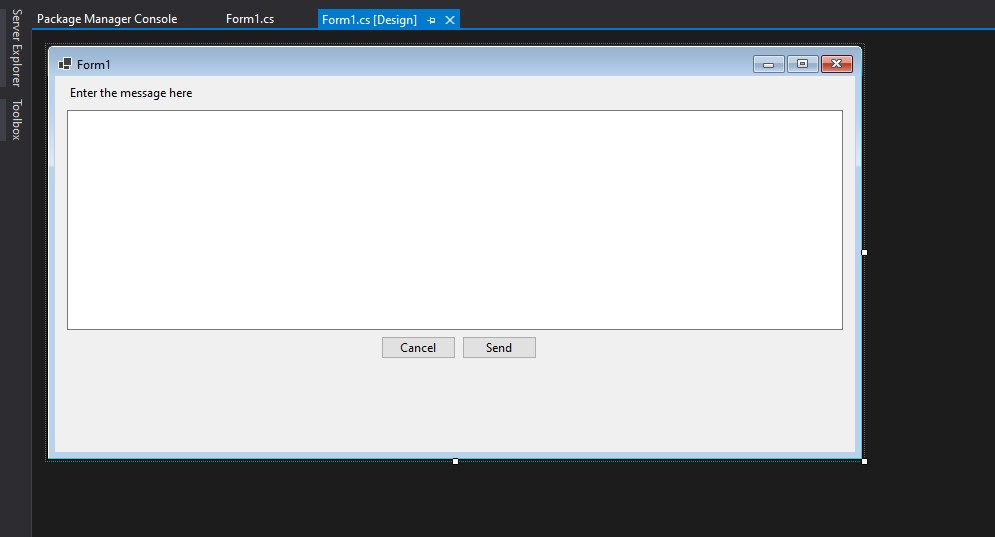 Server Explorer
Toolbox
Package Manager Console Form1.cs Form1.cs [Design]
Form1
Enter the message here
Cancel Send